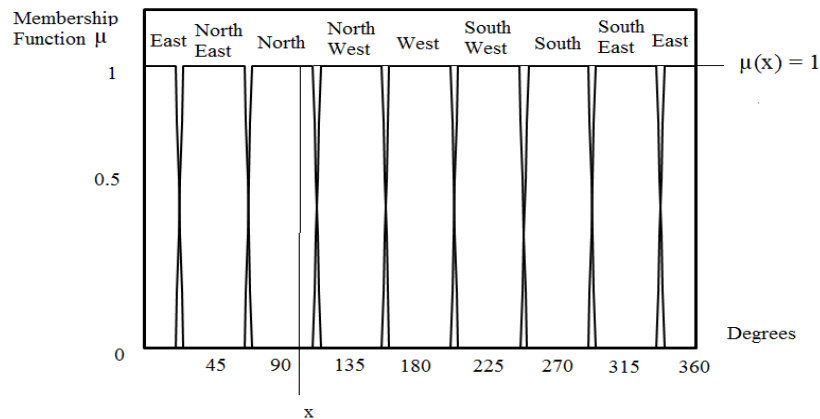 Membership
Function μ
East
North
East
North
North
West
West
South
West
South
South
East
East
1
μ(x) = 1
0.5
0
Degrees
45
90
135
180
225
270
315
360
x